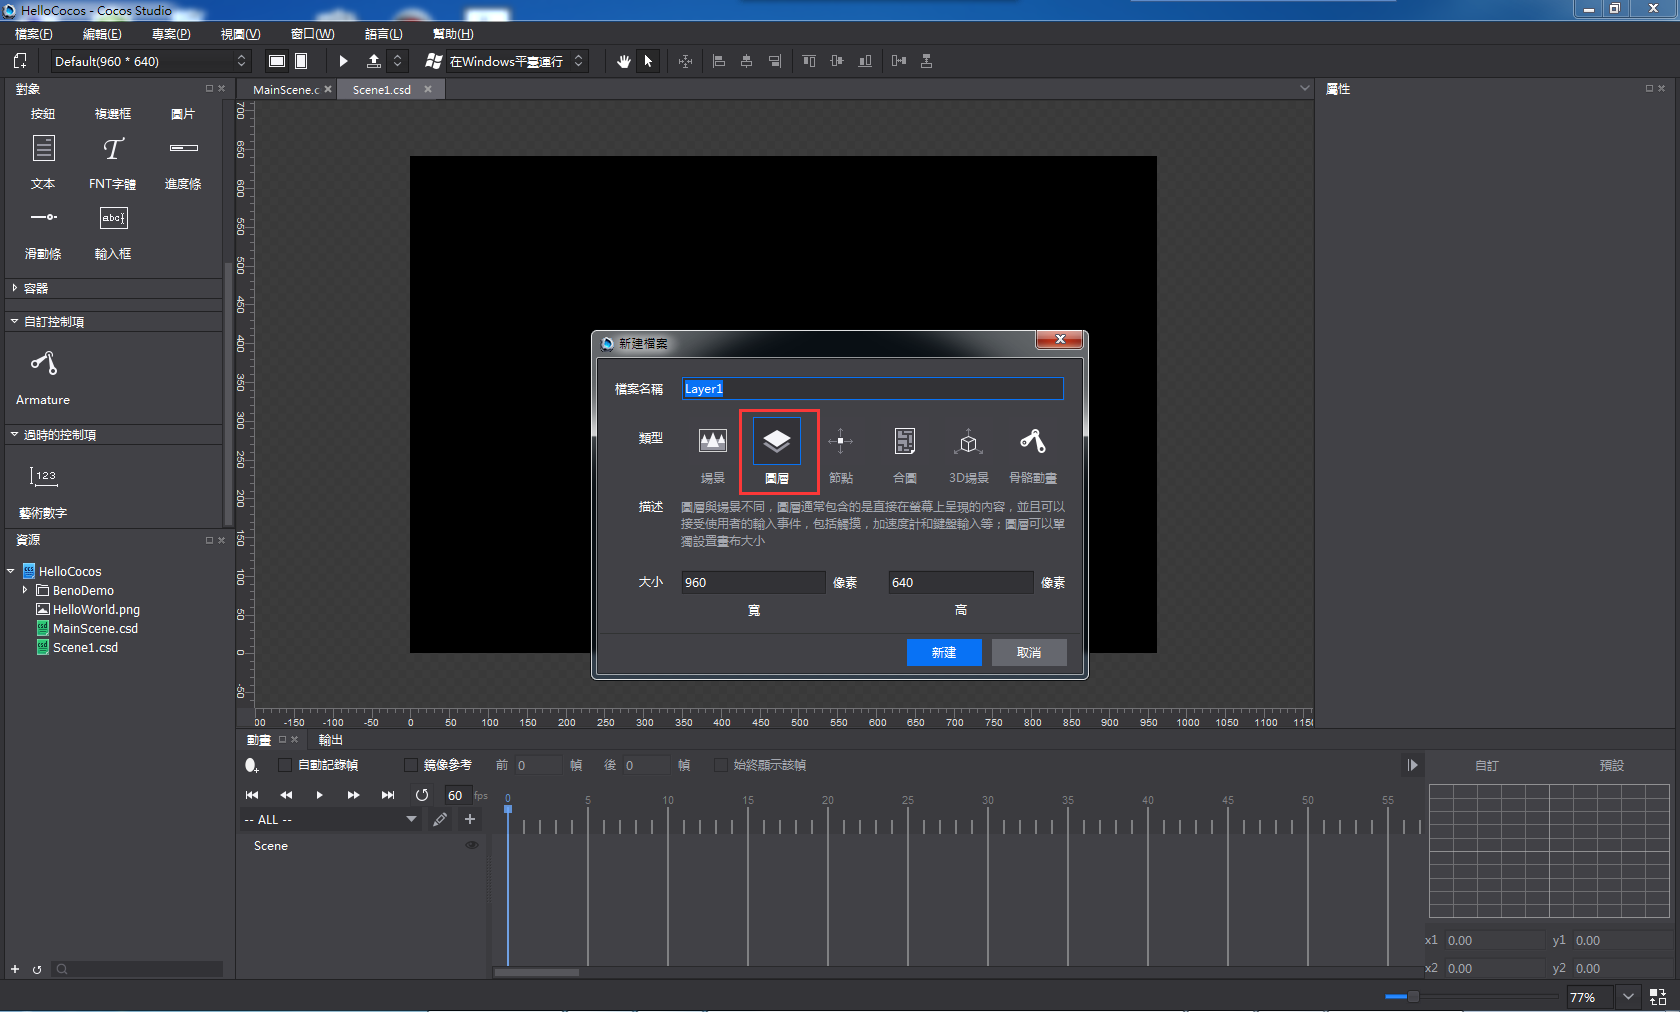 HelloCocos - Cocos Studio
檔案(F) 編輯(E) 專案(P) 視圖(V) 窗口(W) 語言(L) 幫助(H)
Default(960 * 640) 在Windows平臺運行
對象
按鈕 複選框 圖片
文本 FNT字體 進度條
abc
滑動條 輸入框
容器
自訂控制項
Armature
過時的控制項
123
藝術數字
資源
HelloCocos
BenoDemo
HelloWorld.png
MainScene.csd
Scene1.csd
MainScene.c Scene1.csd
700
650
600
550
500
450
400
350
300
250
200
150
100
50
0
-50
00 -150 -100 -50 0 50 100 150 200 250 300 350 400 450 500 550 600 650 700 750 800 850 900 950 1000 1050 1100 115
屬性
新建檔案
檔案名稱 Layer1
類型
場景 圖層 節點 合圖 3D場景 骨骼動畫
描述 圖層與場景不同，圖層通常包含的是直接在螢幕上呈現的內容，並且可以
接受使用者的輸入事件，包括觸摸，加速度計和鍵盤輸入等；圖層可以單
獨設置畫布大小
大小 960 像素 640 像素
寬 高
新建 取消
動畫 輸出
自動記錄幀 鏡像參考 前 0 幀 後 0 幀 始終顯示該幀
60 fps
0 5 10 15 20 25 30 35 40 45 50 55
-- ALL --
Scene
自訂 預設
x1 0.00 y1 0.00
x2 0.00 y2 0.00
77%